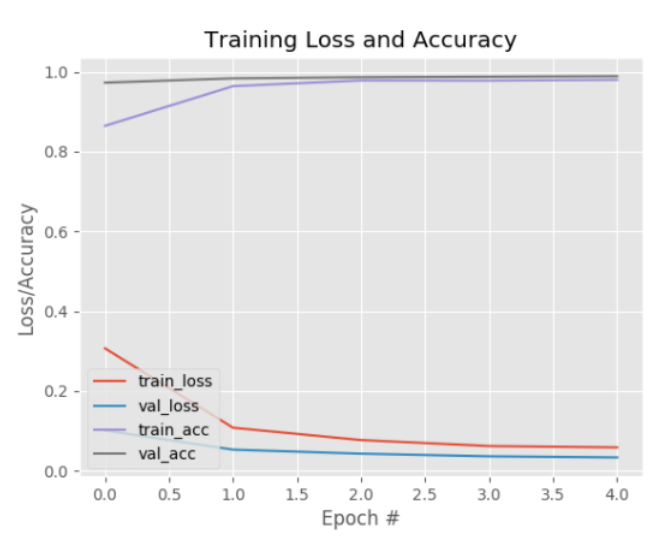 Training Loss and Accuracy
Loss/Accuracy
1.0
0.8
0.6
0.4
0.2
0.0
train_loss
val_loss
train_acc
val_acc
0.0 0.5 1.0 1.5 2.0 2.5 3.0 3.5 4.0
Epoch #